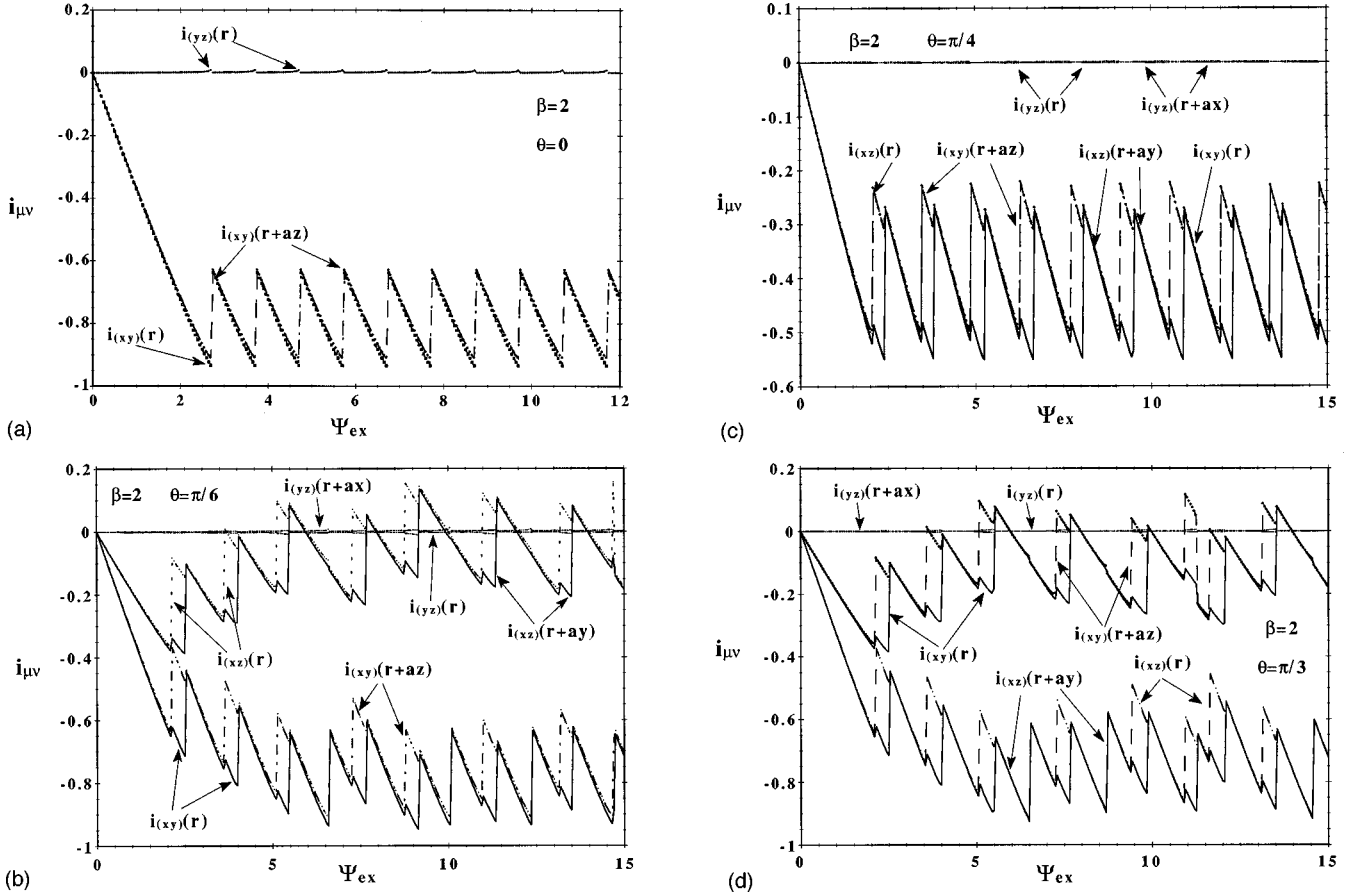 0.2
0
-0.2
-0.4
-0.6
-0.8
-1
iμν
i(yz)(r)
β=2
θ=0
i(xy)(r+az)
i(xy)(r)
0 2 4 6 8 10 12
Ψex
(a)
0.1
0
-0.1
-0.2
-0.3
-0.4
-0.5
-0.6
iμν
β=2 θ=π/4
i(yz)(r)
i(yz)(r+ax)
i(xz)(r)
i(xy)(r+az)
i(xz)(r+ay)
i(xy)(r)
0 5 10 15
Ψex
(c)
0.2
0
-0.2
-0.4
-0.6
-0.8
-1
iμν
β=2 θ=π/6
i(yz)(r+ax)
i(yz)(r)
i(xz)(r+ay)
i(xz)(r)
i(xy)(r+az)
i(xy)(r)
0 5 10 15
Ψex
(b)
0.2
0
-0.2
-0.4
-0.6
-0.8
-1
iμν
i(yz)(r+ax)
i(yz)(r)
i(xy)(r+az)
i(xy)(r)
β=2
θ=π/3
i(xz)(r+ay)
i(xz)(r)
0 5 10 15
Ψex
(d)